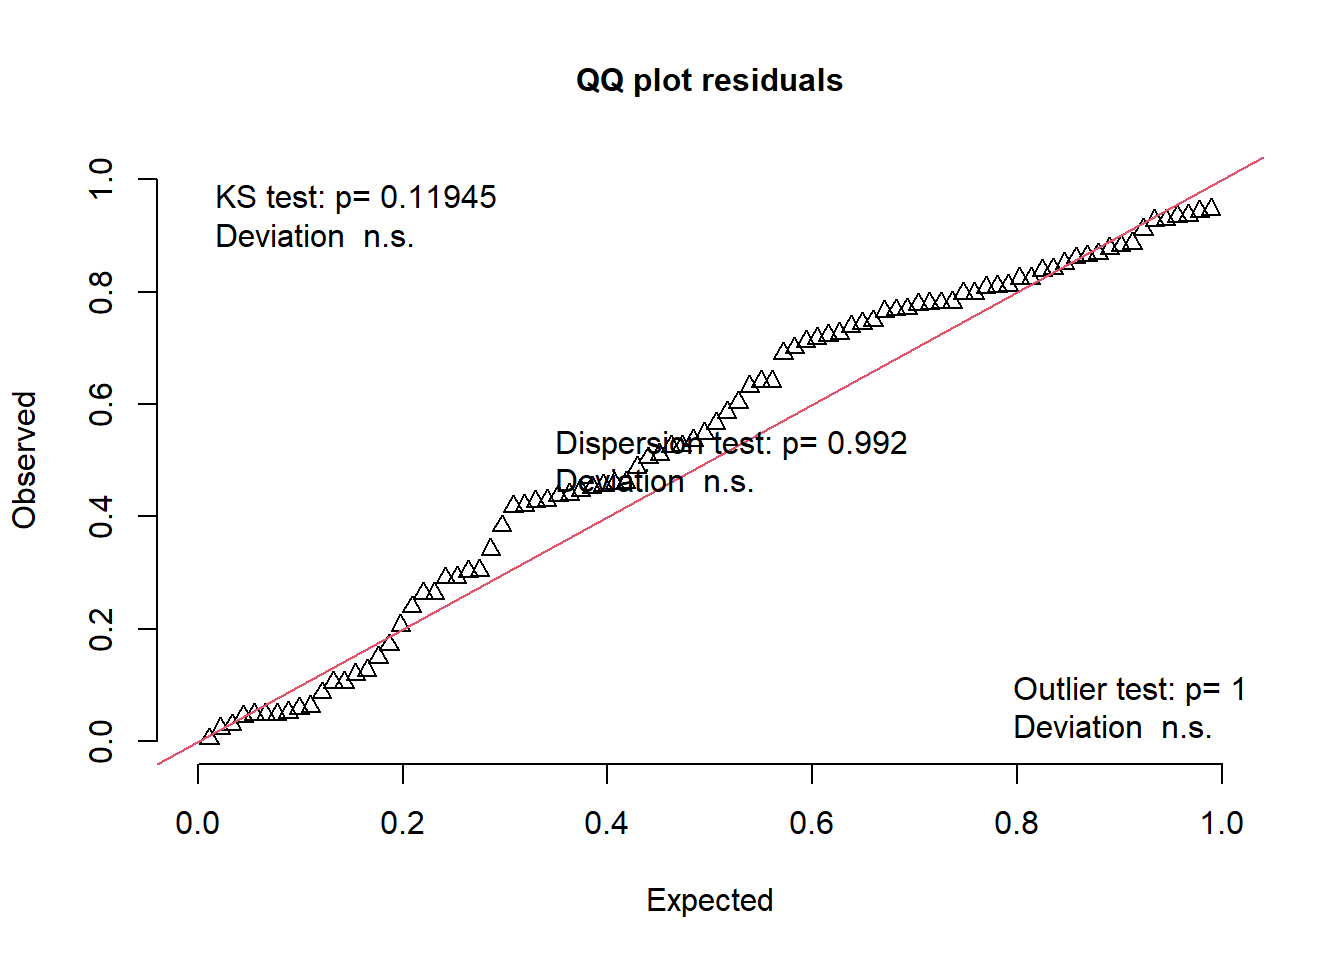 QQ plot residuals
KS test: p= 0.11945
Deviation  n.s.
Dispersion test: p= 0.992
Deviation  n.s.
Outlier test: p= 1
Deviation  n.s.
Observed
1.0
0.8
0.6
0.4
0.2
0.0
0.0 0.2 0.4 0.6 0.8 1.0
Expected